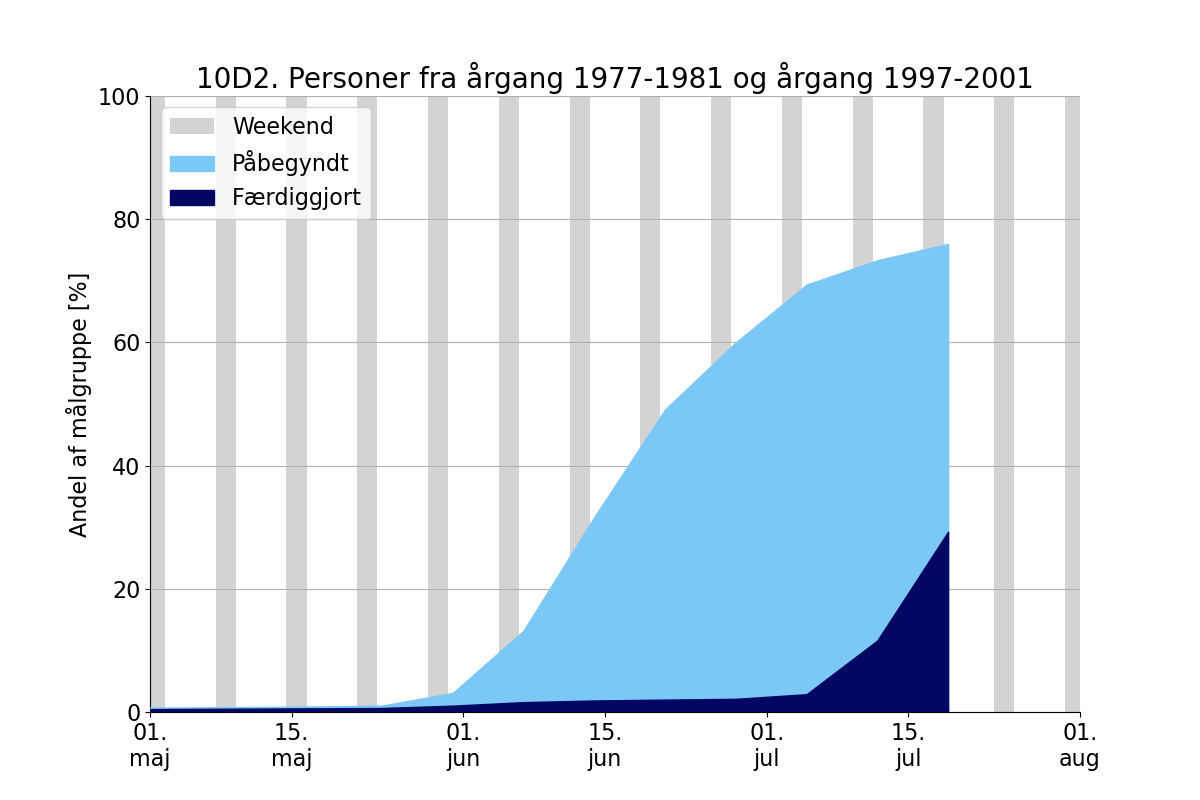 10D2. Personer fra årgang 1977-1981 og årgang 1997-2001
Andel af målgruppe [%]
100
80
60
40
20
0
Weekend
Påbegyndt
Færdiggjort
01. maj
15. maj
01. jun
15. jun
01. jul
15. jul
01. aug